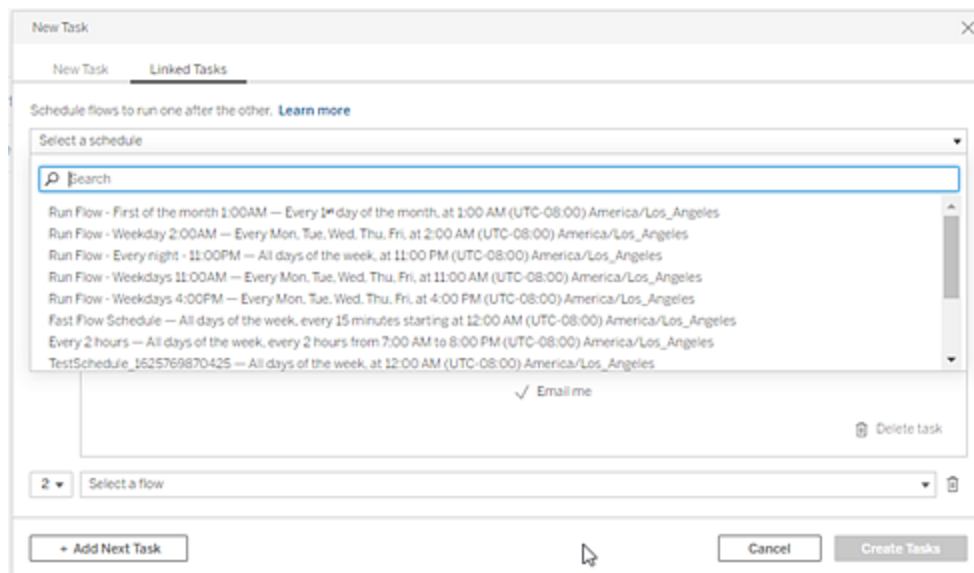 New Task
New Task Linked Tasks
Schedule flows to run one after the other. Learn more
Select a schedule
Search
Run Flow - First of the month 1:00AM — Every 1st day of the month, at 1:00 AM (UTC-08:00) America/Los_Angeles
Run Flow - Weekday 2:00AM — Every Mon, Tue, Wed, Thu, Fri, at 2:00 AM (UTC-08:00) America/Los_Angeles
Run Flow - Every night - 11:00PM — All days of the week, at 11:00 PM (UTC-08:00) America/Los_Angeles
Run Flow - Weekdays 11:00AM — Every Mon, Tue, Wed, Thu, Fri, at 11:00 AM (UTC-08:00) America/Los_Angeles
Run Flow - Weekdays 4:00PM — Every Mon, Tue, Wed, Thu, Fri, at 4:00 PM (UTC-08:00) America/Los_Angeles
Fast Flow Schedule — All days of the week, every 15 minutes starting at 12:00 AM (UTC-08:00) America/Los_Angeles
Every 2 hours — All days of the week, every 2 hours from 7:00 AM to 8:00 PM (UTC-08:00) America/Los_Angeles
TestSchedule_1625769870425 — All days of the week, at 12:00 AM (UTC-08:00) America/Los_Angeles
Email me
Delete task
2 Select a flow
+ Add Next Task Cancel Create Tasks